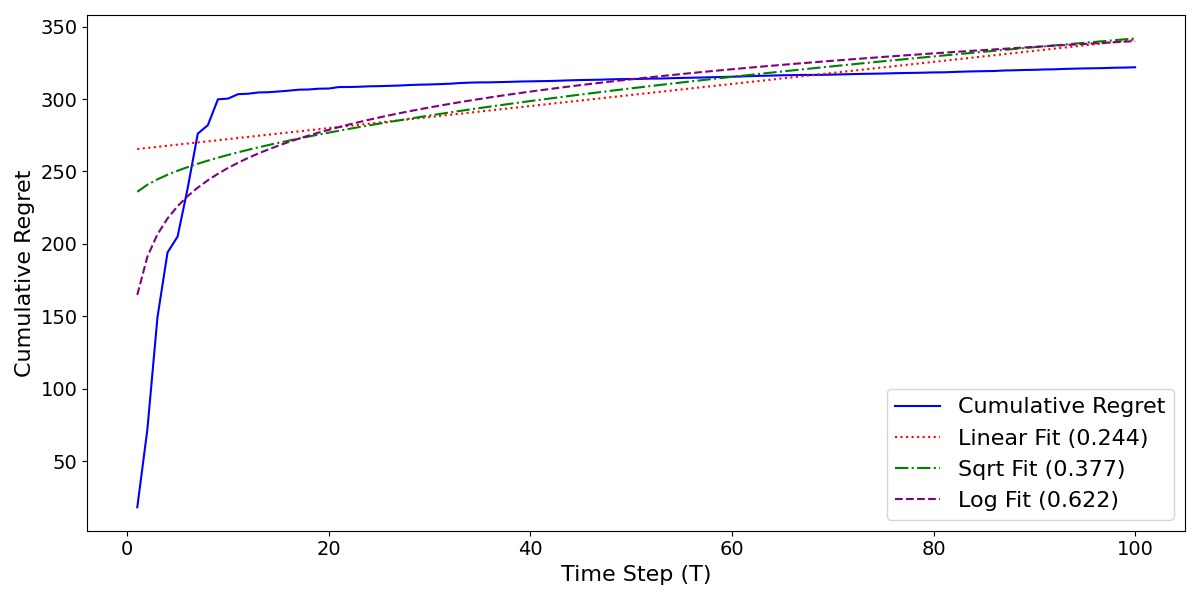 350
300
250
200
150
100
50
Cumulative Regret
0
20
40
60
80
100
Time Step (T)
Cumulative Regret
Linear Fit (0.244)
Sqrt Fit (0.377)
Log Fit (0.622)